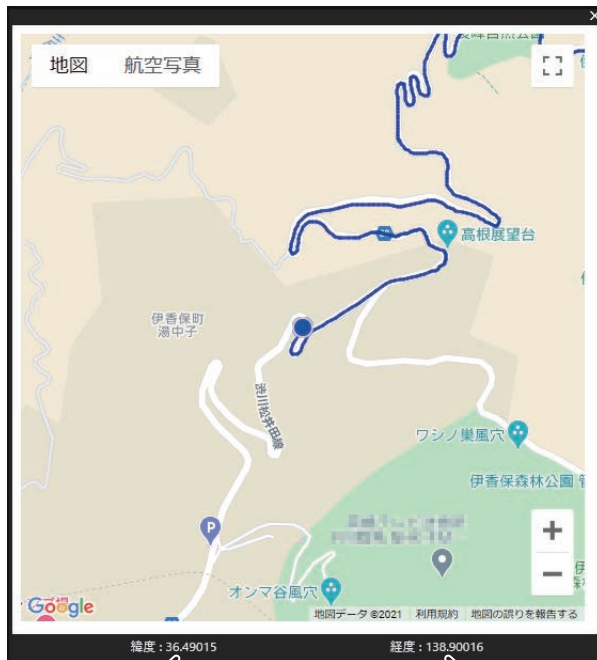 ×
地図 航空写真
高根展望台
伊香保町
湯中子
渋川松井田線
ワシノ巣風穴
伊香保森林公園 管
P
オンマ谷風穴
+
−
Google
地図データ ©2021 利用規約 地図の誤りを報告する
緯度 : 36.49015 経度 : 138.90016